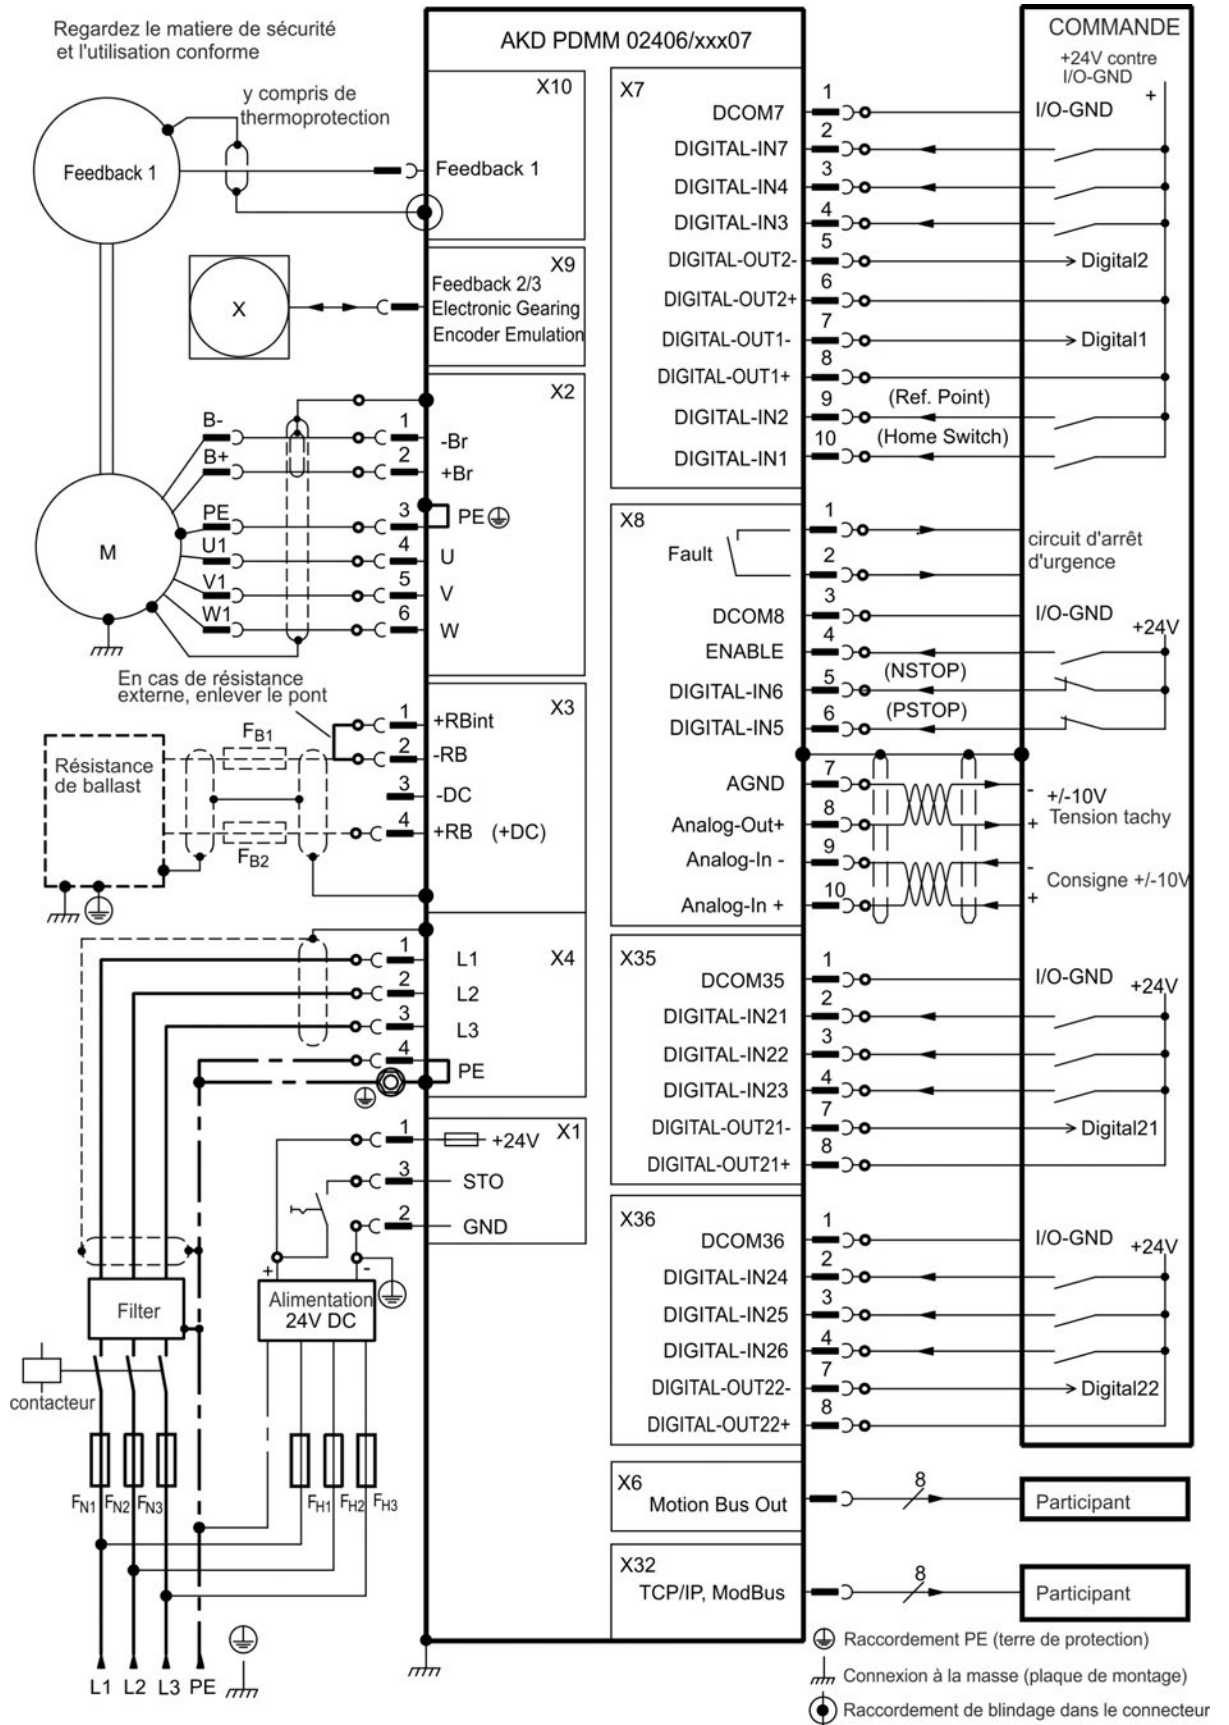 Regardez le matiere de sécurité
et l'utilisation conforme
AKD PDMM 02406/xxx07
COMMANDE
+24V contre
I/O-GND
+
y compris de
thermoprotection
Feedback 1
X10
Feedback 1
X
X9
Feedback 2/3
Electronic Gearing
Encoder Emulation
X2
B-
1
-Br
B+
2
+Br
PE
3
PE
U1
4
U
V1
5
V
W1
6
W
M
En cas de résistance
externe, enlever le pont
X3
1
+RBint
2
-RB
3
-DC
4
+RB (+DC)
FB1
FB2
Résistance
de ballast
X4
1
L1
2
L2
3
L3
4
PE
X1
1
+24V
3
STO
2
GND
+
-
Alimentation
24V DC
Filter
contacteur
FN1
FN2
FN3
FH1
FH2
FH3
L1
L2
L3
PE
X7
DCOM7
1
I/O-GND
DIGITAL-IN7
2
DIGITAL-IN4
3
DIGITAL-IN3
4
DIGITAL-OUT2-
5
Digital2
DIGITAL-OUT2+
6
DIGITAL-OUT1-
7
Digital1
DIGITAL-OUT1+
8
DIGITAL-IN2
9
(Ref. Point)
DIGITAL-IN1
10
(Home Switch)
X8
Fault
1
2
circuit d'arrêt
d'urgence
DCOM8
3
I/O-GND
+24V
ENABLE
4
DIGITAL-IN6
5
(NSTOP)
DIGITAL-IN5
6
(PSTOP)
AGND
7
-
Analog-Out+
8
+
+/-10V
Tension tachy
Analog-In -
9
-
Analog-In +
10
+
Consigne +/-10V
X35
DCOM35
1
I/O-GND
+24V
DIGITAL-IN21
2
DIGITAL-IN22
3
DIGITAL-IN23
4
DIGITAL-OUT21-
7
Digital21
DIGITAL-OUT21+
8
X36
DCOM36
1
I/O-GND
+24V
DIGITAL-IN24
2
DIGITAL-IN25
3
DIGITAL-IN26
4
DIGITAL-OUT22-
7
Digital22
DIGITAL-OUT22+
8
X6
Motion Bus Out
8
Participant
X32
TCP/IP, ModBus
8
Participant
Raccordement PE (terre de protection)
Connexion à la masse (plaque de montage)
Raccordement de blindage dans le connecteur